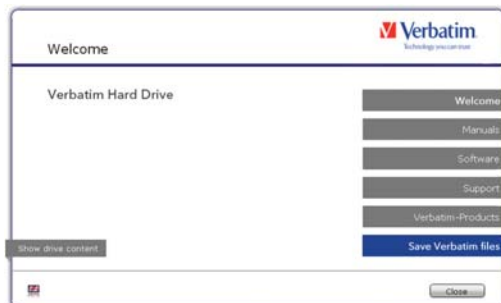 Welcome
Verbatim
Technology you can trust
Verbatim Hard Drive
Welcome
Manuals
Software
Support
Verbatim-Products
Show drive content
Save Verbatim files
Close